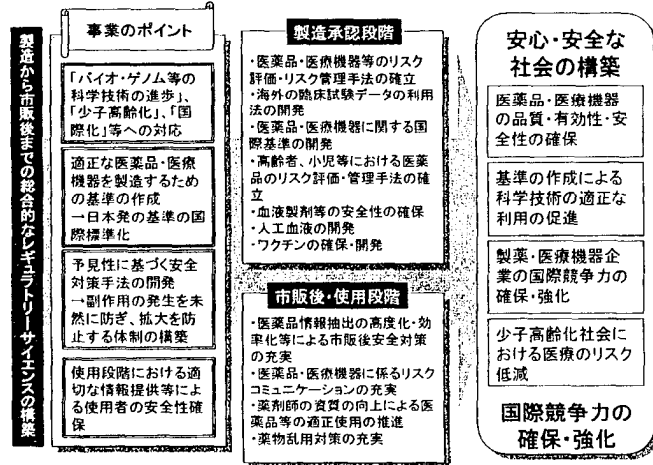 製造から市販後までの総合的なレギュラトリーサイエンスの構築
事業のポイント
「バイオ・ゲノム等の
科学技術の進歩」、
「少子高齢化」、「国
際化」等への対応
適正な医薬品・医療
機器を製造するため
の基準の作成
→日本発の基準の国
際標準化
予見性に基づく安全
対策手法の開発
→副作用の発生を未
然に防ぎ、拡大を防
止する体制の構築
使用段階における適
切な情報提供等によ
る使用者の安全性確
保
製造承認段階
・医薬品・医療機器等のリスク
評価・リスク管理手法の確立
・海外の臨床試験データの利用
法の開発
・医薬品・医療機器に関する国
際基準の開発
・高齢者、小児等における医薬
品のリスク評価・管理手法の確
立
・血液製剤等の安全性の確保
・人工血液の開発
・ワクチンの確保・開発
市販後・使用段階
・医薬品情報抽出の高度化・効
率化等による市販後安全対策
の充実
・医薬品・医療機器に係るリスク
コミュニケーションの充実
・薬剤師の資質の向上による医
薬品等の適正使用の推進
・薬物乱用対策の充実
安心・安全な
社会の構築
医薬品・医療機器
の品質・有効性・安
全性の確保
基準の作成による
科学技術の適正な
利用の促進
製薬・医療機器企
業の国際競争力の
確保・強化
少子高齢化社会に
おける医療のリスク
低減
国際競争力の
確保・強化